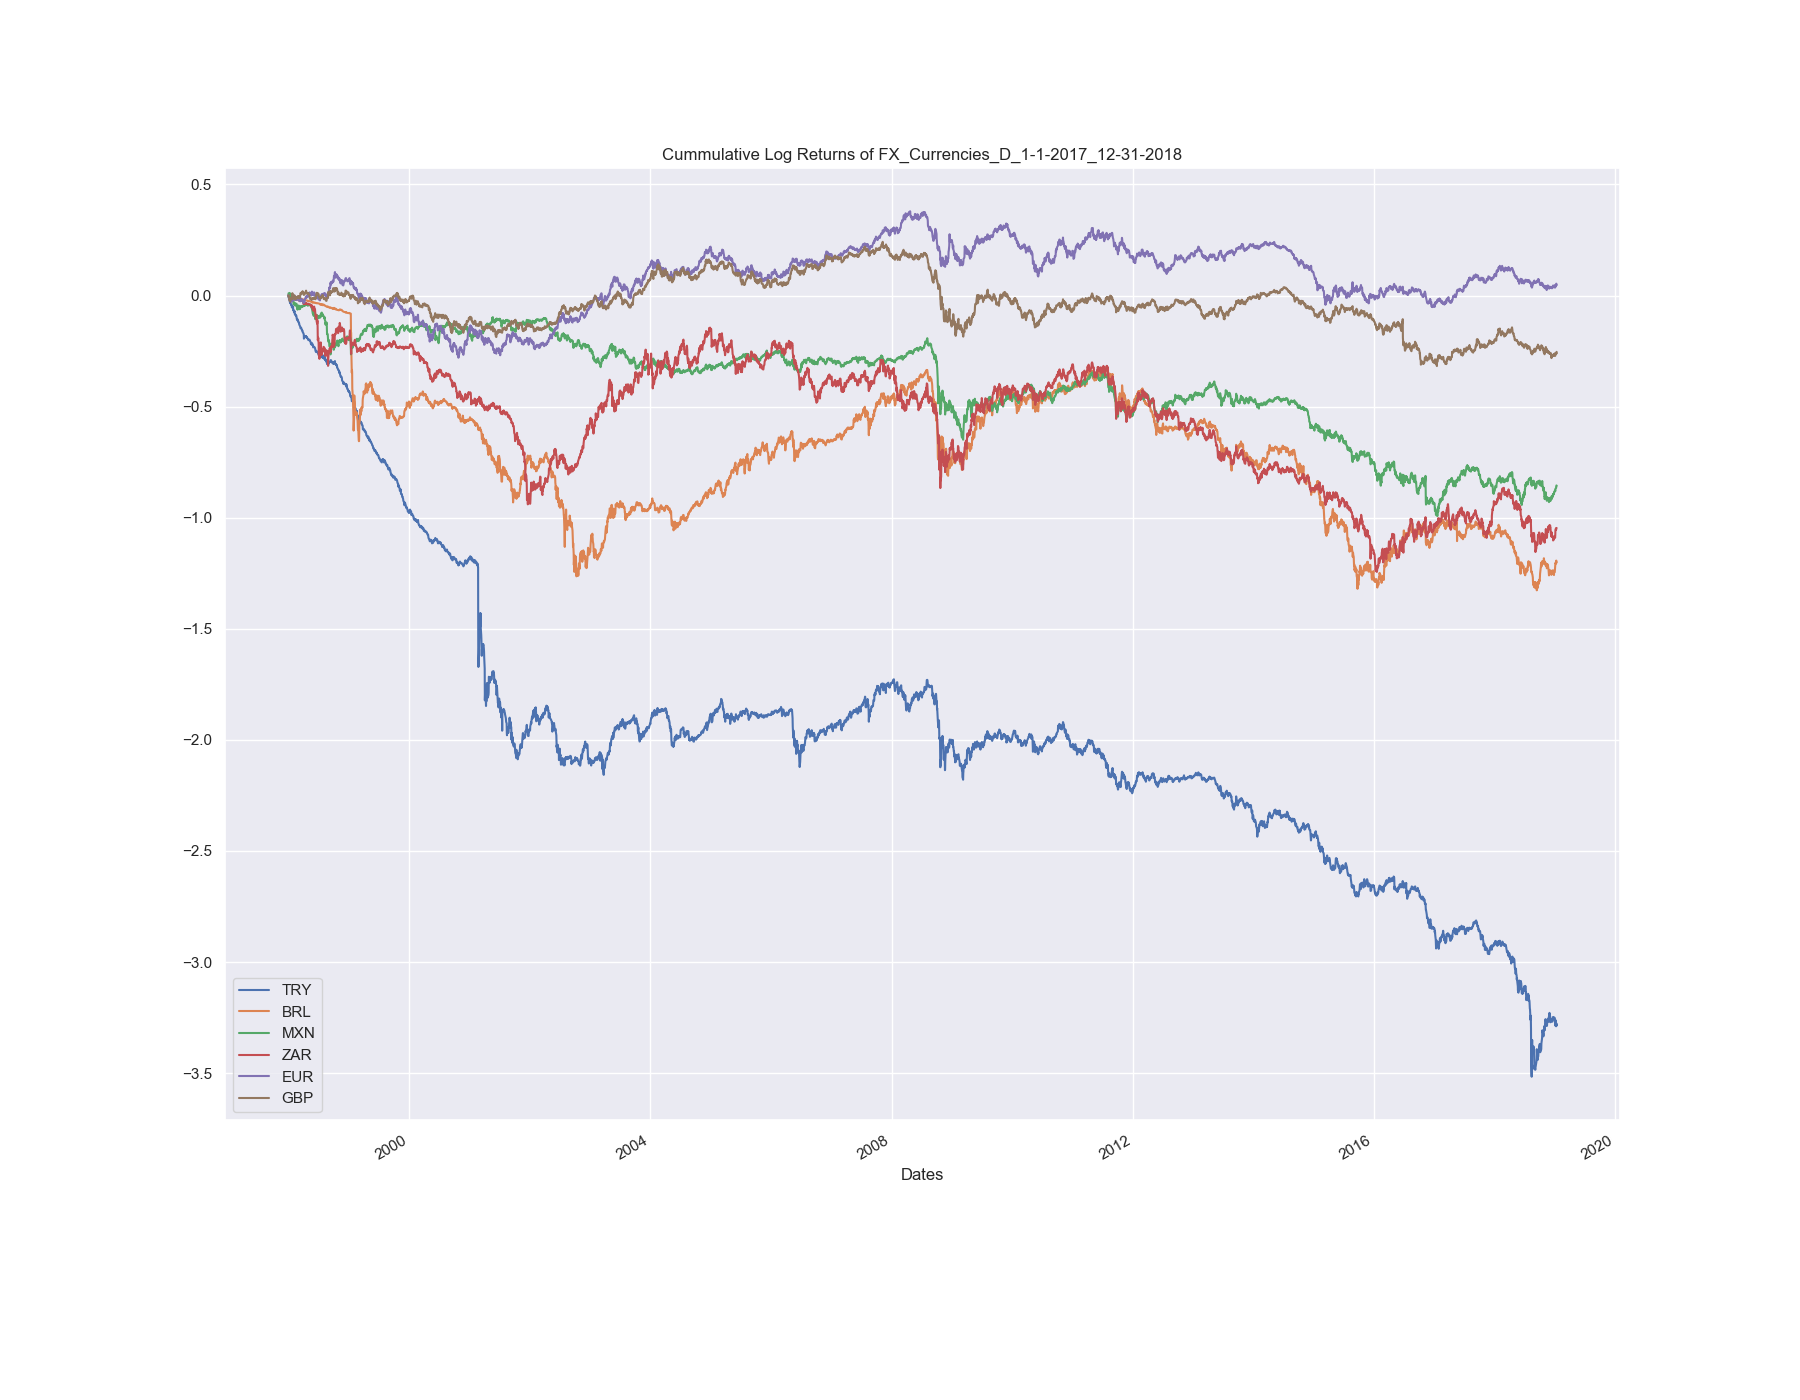 Cummulative Log Returns of FX_Currencies_D_1-1-2017_12-31-2018
0.5
0.0
−0.5
−1.0
−1.5
−2.0
−2.5
−3.0
−3.5
TRY
BRL
MXN
ZAR
EUR
GBP
2000
2004
2008
2012
2016
2020
Dates